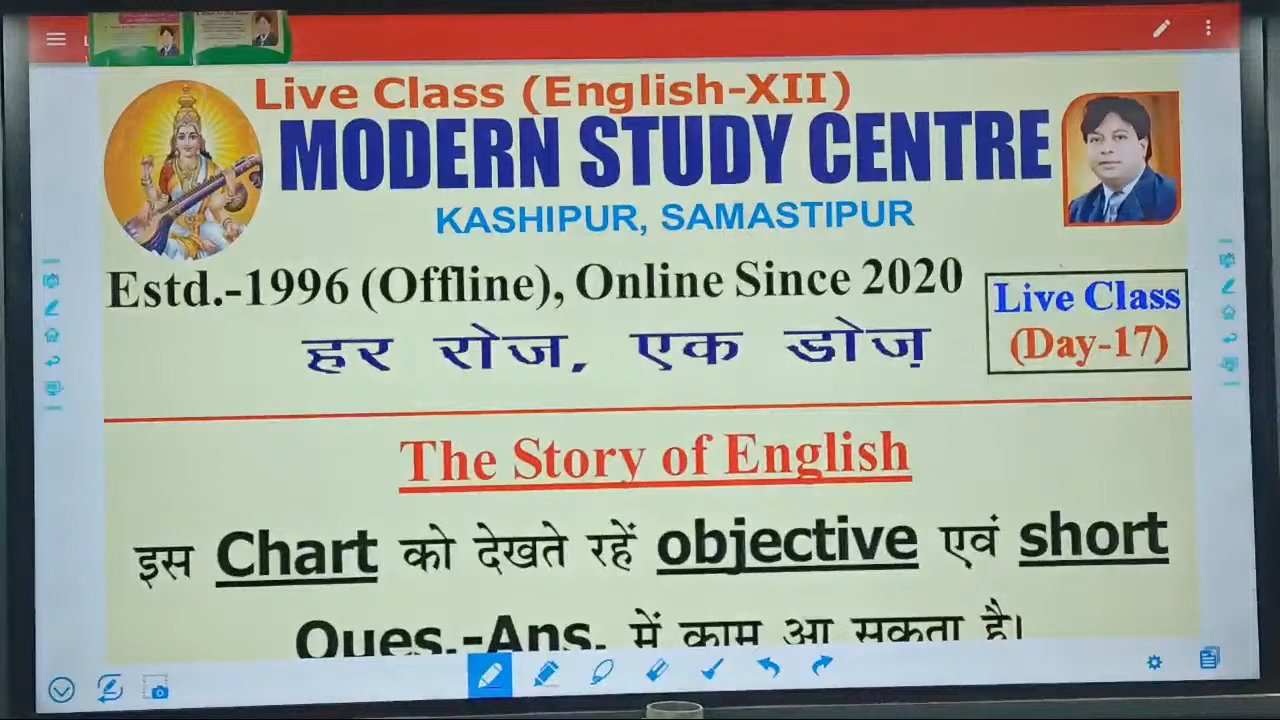 Live Class (English-XII)
MODERN STUDY CENTRE
KASHIPUR, SAMASTIPUR
Estd.-1996 (Offline), Online Since 2020
Live Class
(Day-17)
हर रोज, एक डोज़
The Story of English
इस Chart को देखते रहें objective एवं short
Ques.-Ans. में काम आ सकता है।